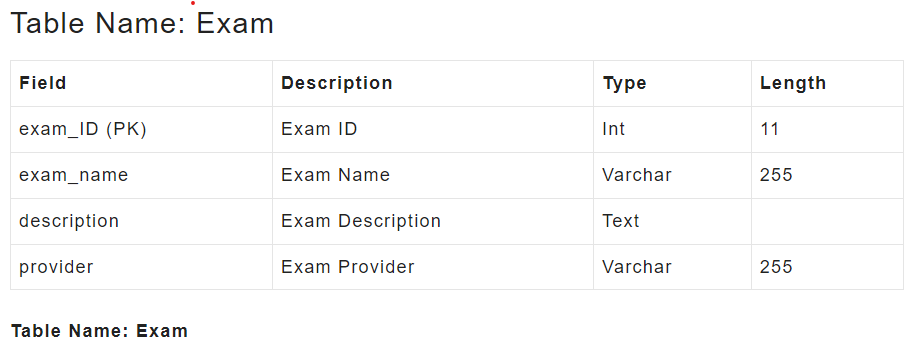 Table Name: Exam
Field Description Type Length
exam_ID (PK) Exam ID Int 11
exam_name Exam Name Varchar 255
description Exam Description Text
provider Exam Provider Varchar 255
Table Name: Exam